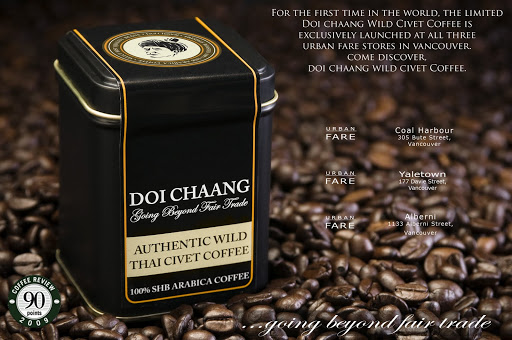 FOR THE FIRST TIME IN THE WORLD, THE LIMITED
DOI CHAANG WILD CIVET COFFEE IS
EXCLUSIVELY LAUNCHED AT ALL THREE
URBAN FARE STORES IN VANCOUVER.
COME DISCOVER,
DOI CHAANG WILD CIVET COFFEE.
URBAN
FARE
Coal Harbour
305 Bute Street,
Vancouver
URBAN
FARE
Yaletown
177 Davie Street,
Vancouver
URBAN
FARE
Alberni
1133 Alberni Street,
Vancouver
DOI CHAANG
Going Beyond Fair Trade
AUTHENTIC WILD
THAI CIVET COFFEE
100% SHB ARABICA COFFEE
COFFEE REVIEW
90
points
2009
...going beyond fair trade